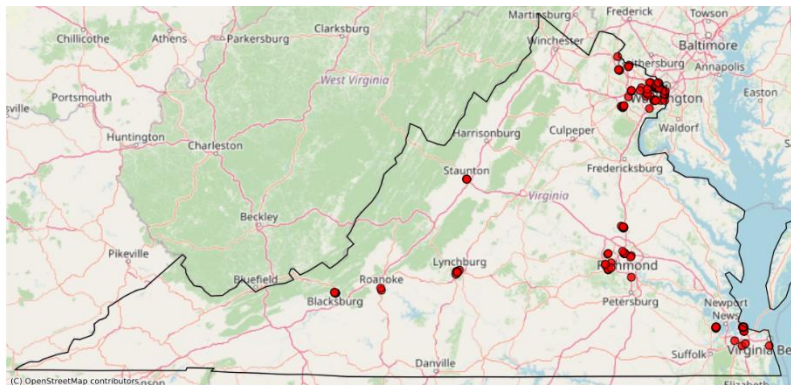 Frederick
Towson
Martinsburg
Chillicothe
Athens
Parkersburg
Clarksburg
Winchester
Baltimore
Annapolis
West Virginia
Portsmouth
Easton
Waldorf
Huntington
Culpeper
Harrisonburg
Charleston
Fredericksburg
Staunton
Virginia
Beckley
Pikeville
Lynchburg
Richmond
Bluefield
Roanoke
Blacksburg
Petersburg
Newport
News
Suffolk
Danville
(C) OpenStreetMap contributors